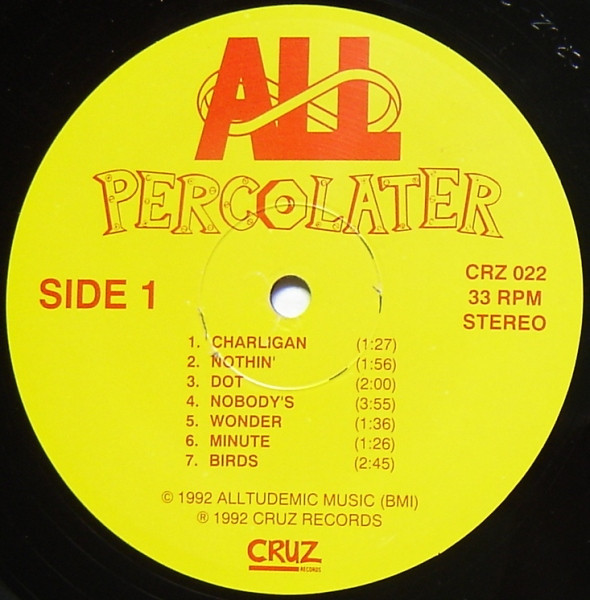 ALL
PERCOLATER
SIDE 1
CRZ 022
33 RPM
STEREO
1. CHARLIGAN (1:27)
2. NOTHIN' (1:56)
3. DOT (2:00)
4. NOBODY'S (3:55)
5. WONDER (1:36)
6. MINUTE (1:26)
7. BIRDS (2:45)
© 1992 ALLTUDEMIC MUSIC (BMI)
® 1992 CRUZ RECORDS
CRUZ
RECORDS